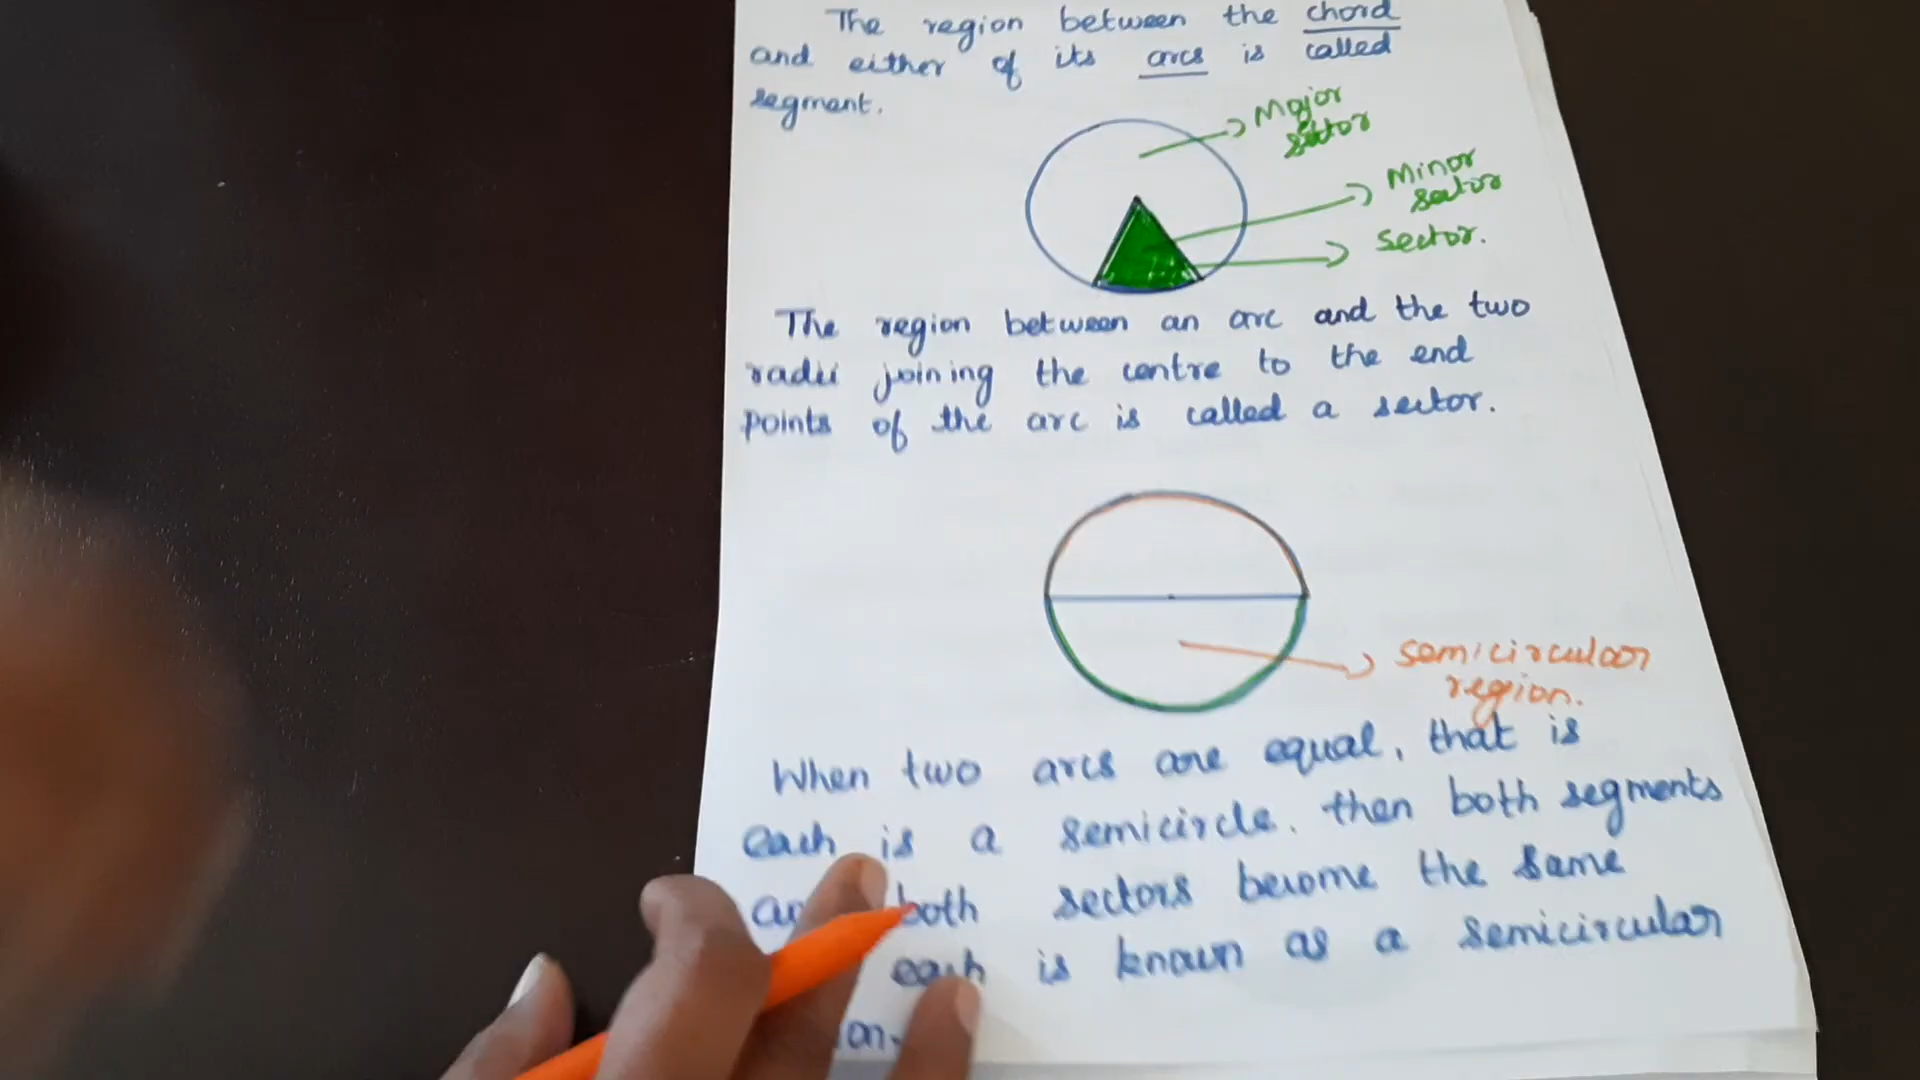 The region between the chord
and either of its arcs is called
segment.
Major
sector
Minor
sector
sector.
The region between an arc and the two
radii joining the centre to the end
points of the arc is called a sector.
semicircular
region.
When two arcs are equal, that is
each is a semicircle. then both segments
both sectors become the same
each is known as a semicircular